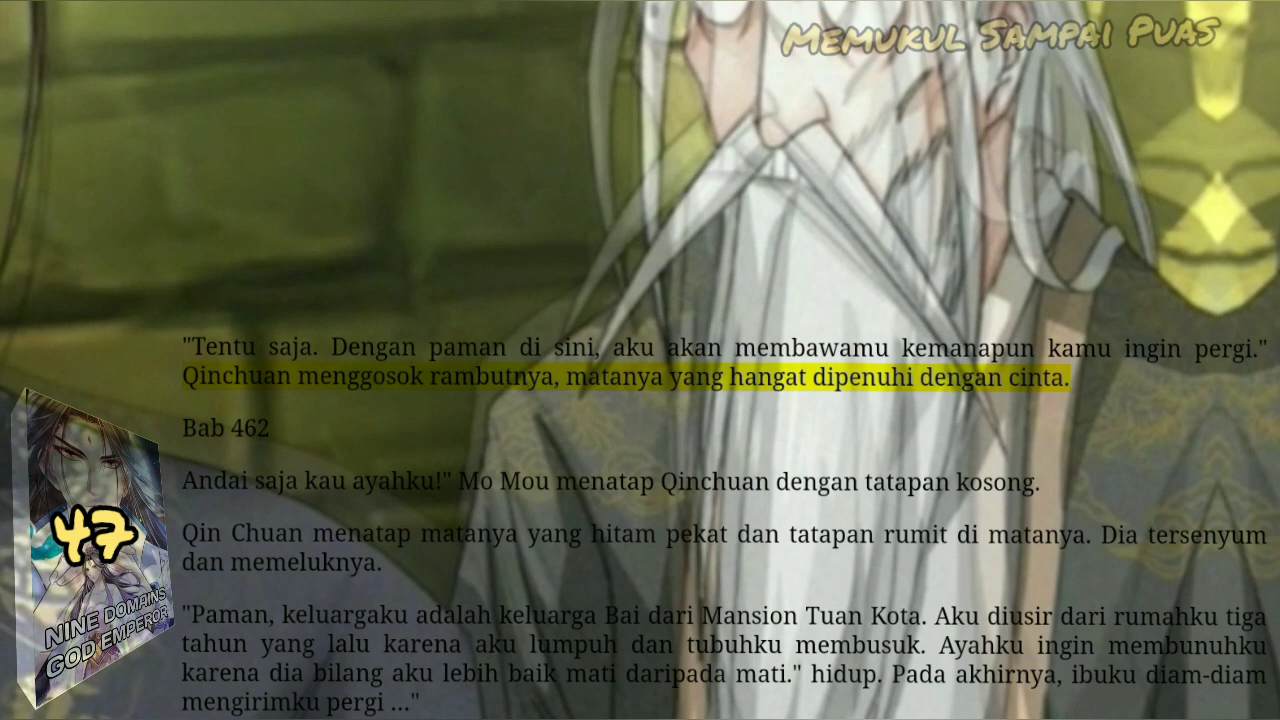 Memukul Sampai Puas
"Tentu saja. Dengan paman di sini, aku akan membawamu kemanapun kamu ingin pergi."
Qinchuan menggosok rambutnya, matanya yang hangat dipenuhi dengan cinta.
Bab 462
Andai saja kau ayahku!" Mo Mou menatap Qinchuan dengan tatapan kosong.
Qin Chuan menatap matanya yang hitam pekat dan tatapan rumit di matanya. Dia tersenyum
dan memeluknya.
"Paman, keluargaku adalah keluarga Bai dari Mansion Tuan Kota. Aku diusir dari rumahku tiga
tahun yang lalu karena aku lumpuh dan tubuhku membusuk. Ayahku ingin membunuhku
karena dia bilang aku lebih baik mati daripada mati." hidup. Pada akhirnya, ibuku diam-diam
mengirimku pergi ..."
47
NINE DOMAINS
GOD EMPEROR